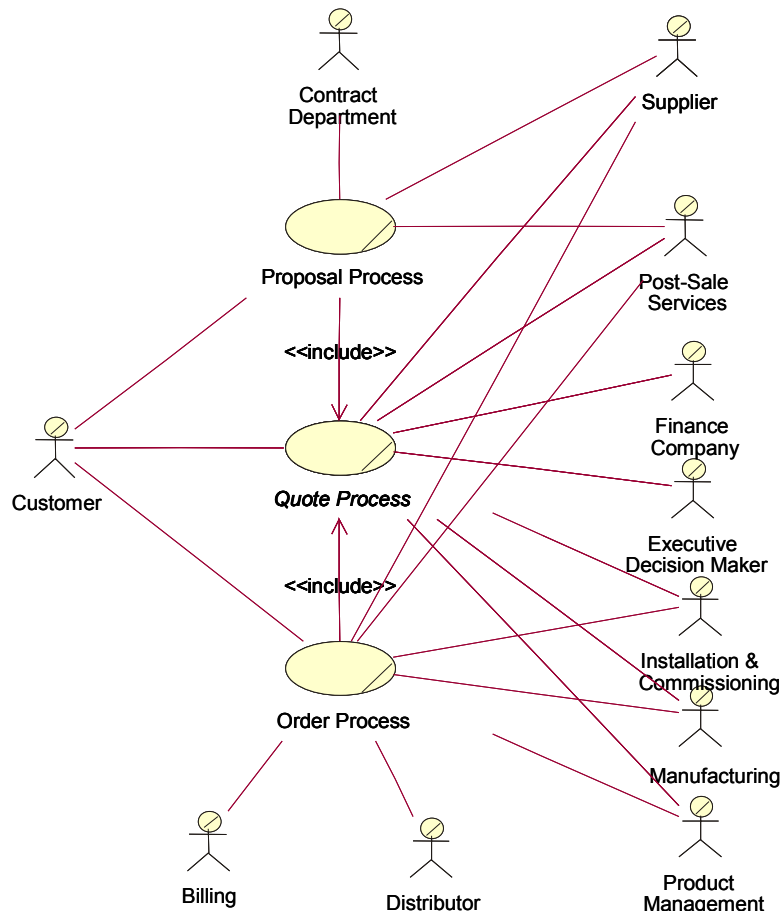 Contract
Department
Supplier
Proposal Process
Post-Sale
Services
<<include>>
Finance
Company
Customer
Quote Process
Executive
Decision Maker
<<include>>
Installation &
Commissioning
Order Process
Manufacturing
Billing
Distributor
Product
Management